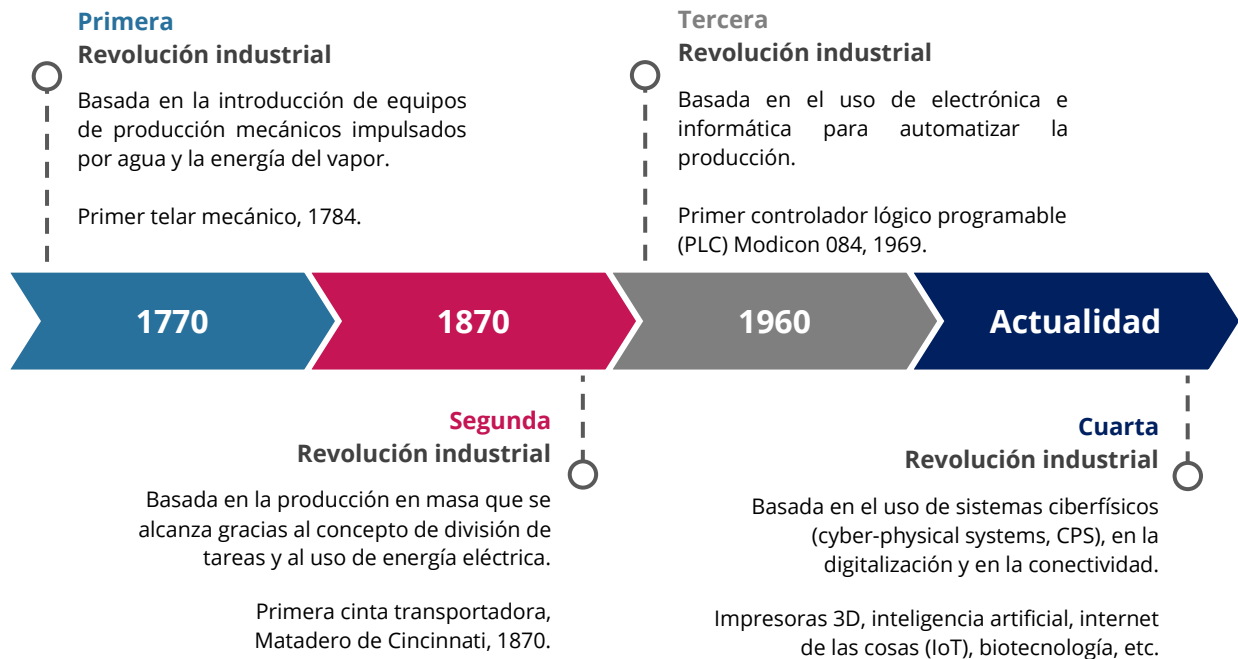 Primera
Revolución industrial
Basada en la introducción de equipos
de producción mecánicos impulsados
por agua y la energía del vapor.
Primer telar mecánico, 1784.
Tercera
Revolución industrial
Basada en el uso de electrónica e
informática para automatizar la
producción.
Primer controlador lógico programable
(PLC) Modicon 084, 1969.
1770
1870
1960
Actualidad
Segunda
Revolución industrial
Basada en la producción en masa que se
alcanza gracias al concepto de división de
tareas y al uso de energía eléctrica.
Primera cinta transportadora,
Matadero de Cincinnati, 1870.
Cuarta
Revolución industrial
Basada en el uso de sistemas ciberfísicos
(cyber-physical systems, CPS), en la
digitalización y en la conectividad.
Impresoras 3D, inteligencia artificial, internet
de las cosas (IoT), biotecnología, etc.